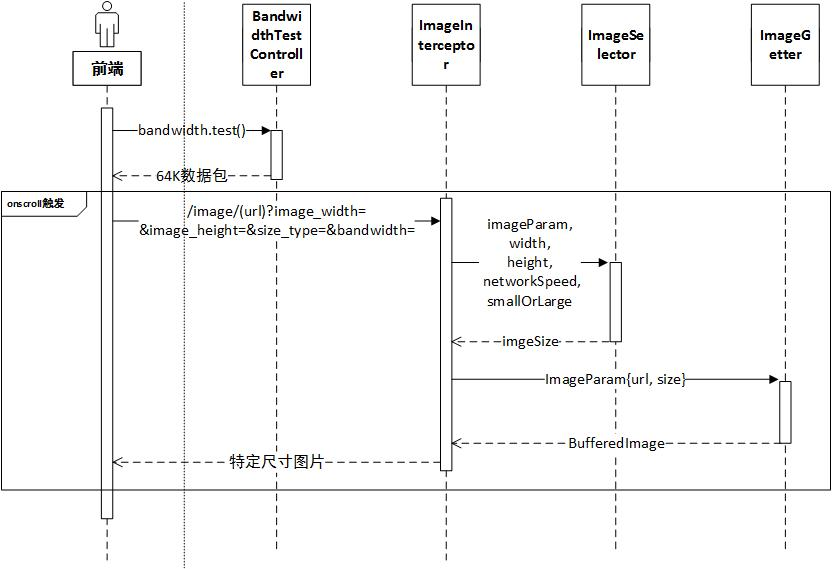 前端
Bandwi
dthTest
Controll
er
ImageIn
tercepto
r
ImageSe
lector
ImageG
etter
bandwidth.test()
64K数据包
onscroll触发
/image/(url)?image_width=
&image_height=&size_type=&bandwidth=
imageParam,
width,
height,
networkSpeed,
smallOrLarge
imgeSize
ImageParam{url, size}
BufferedImage
特定尺寸图片